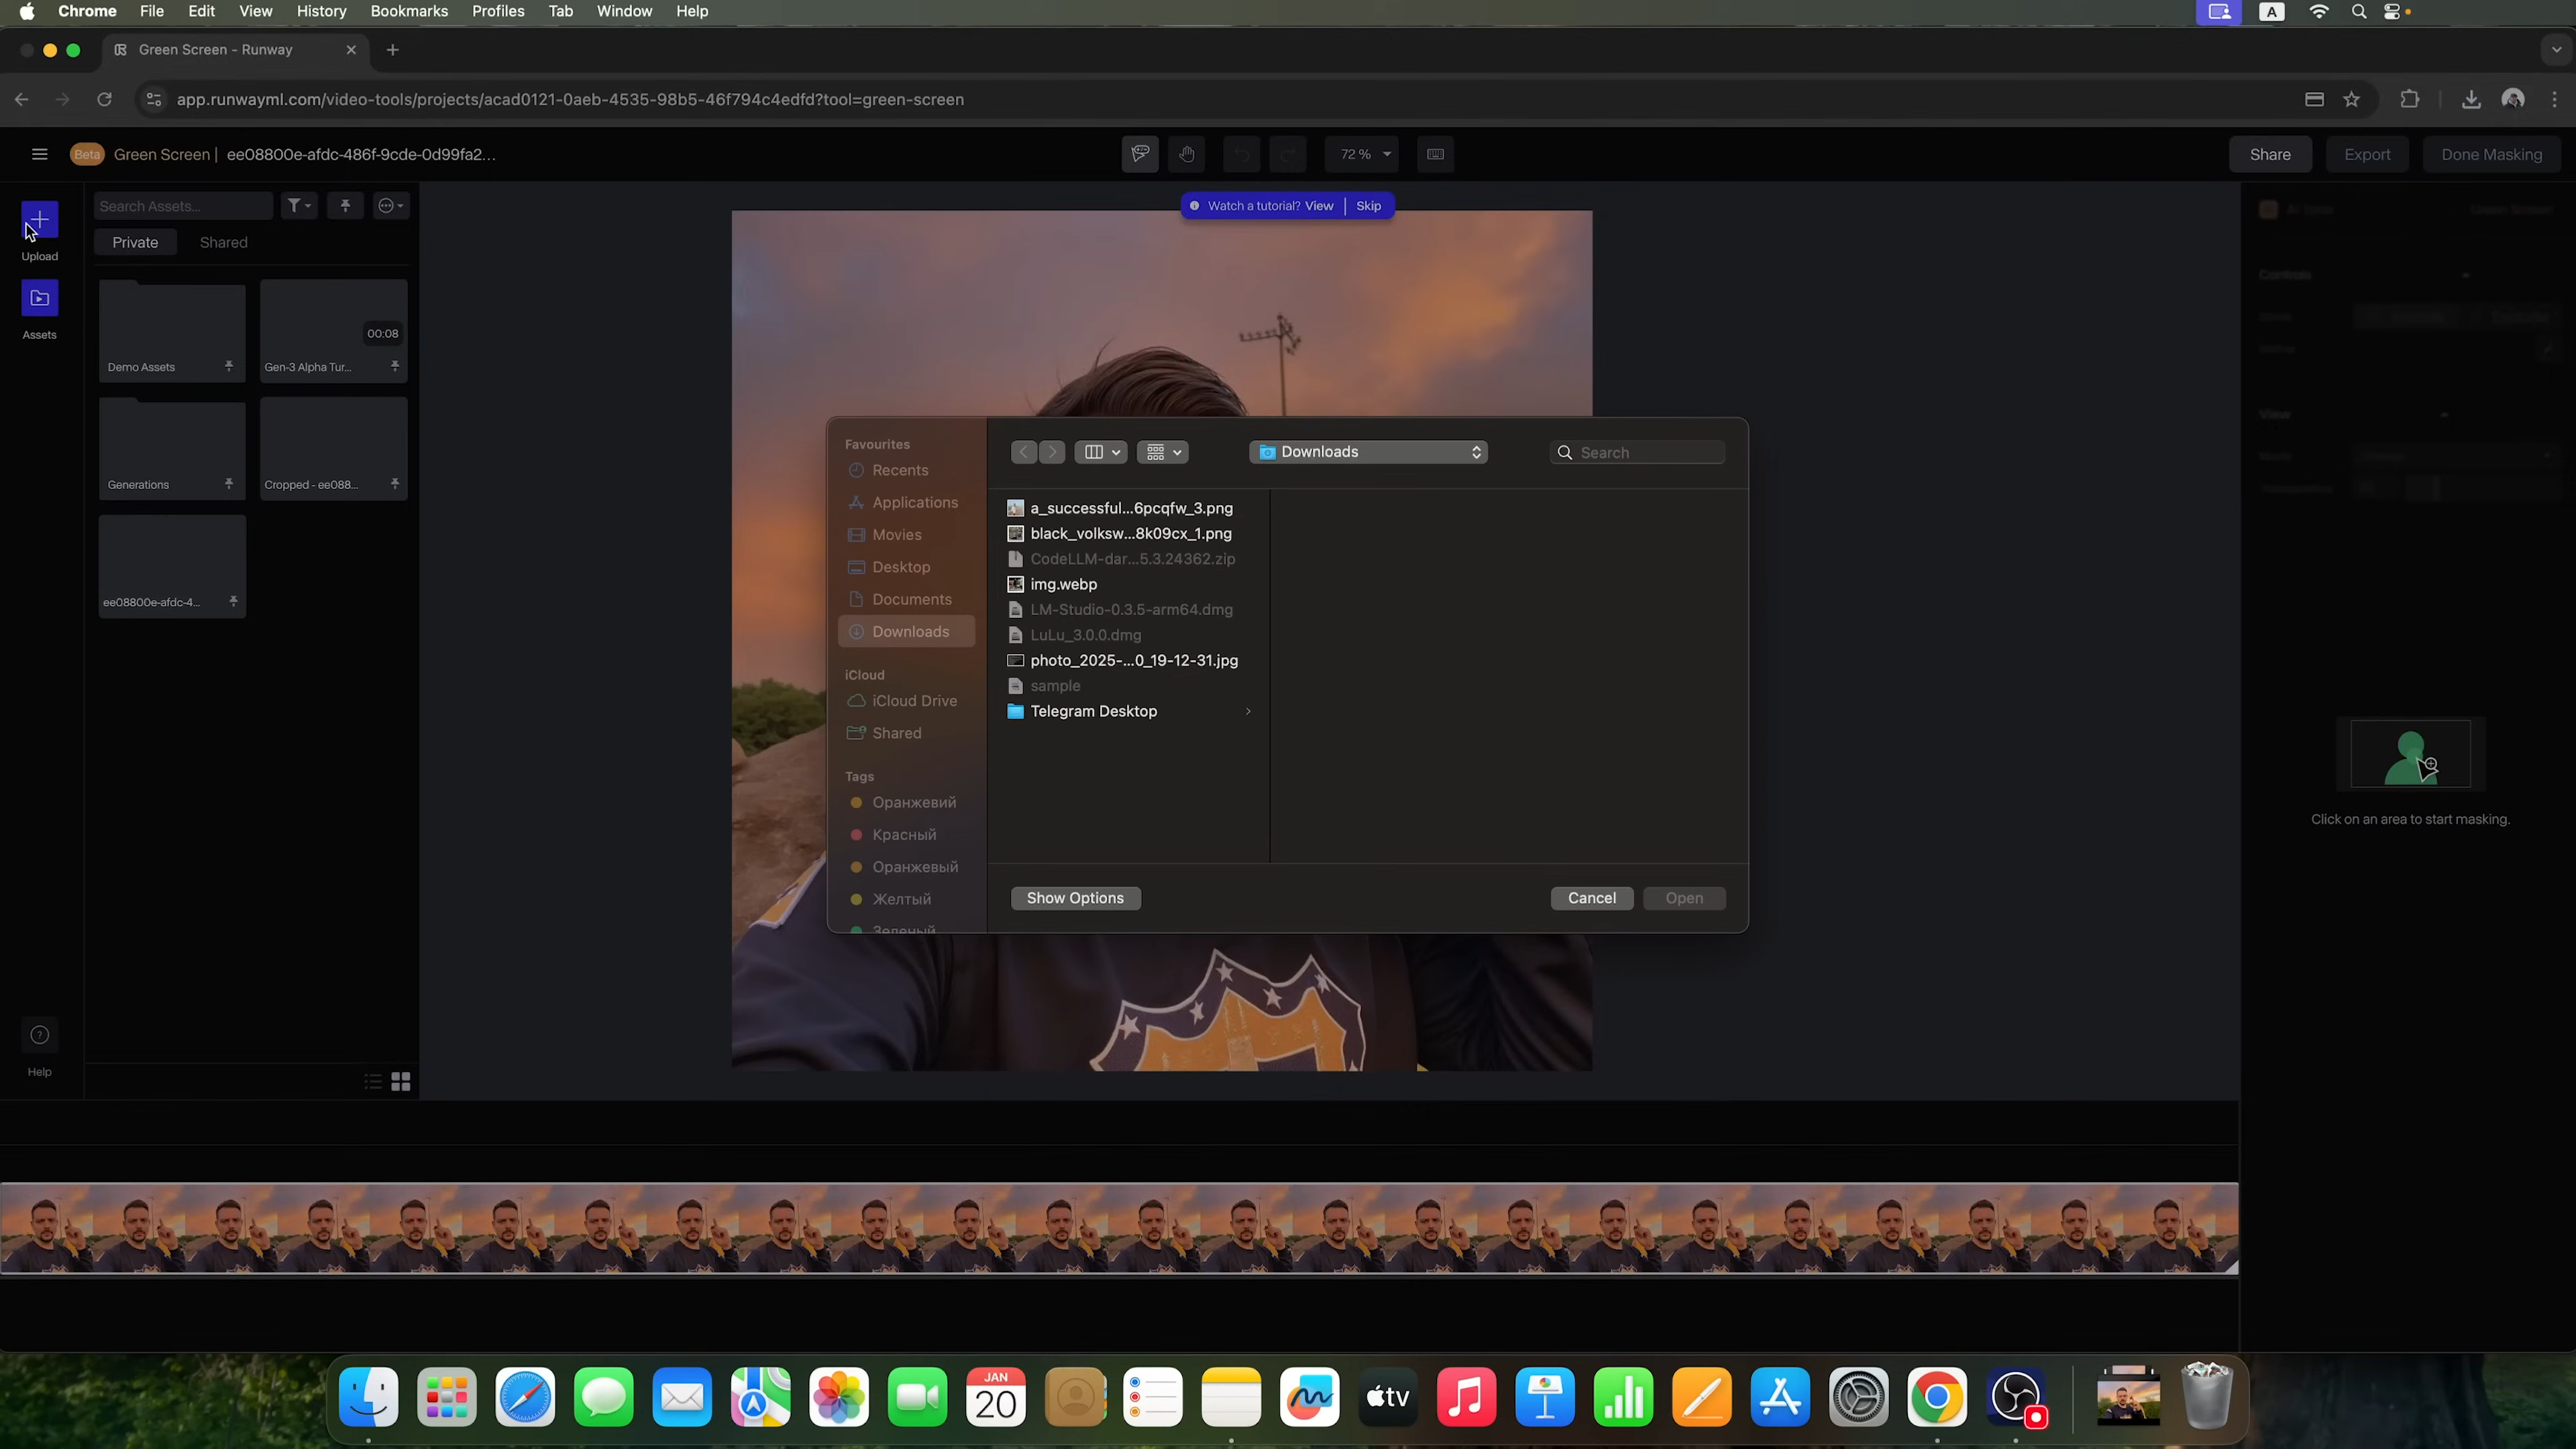 Chrome File Edit View History Bookmarks Profiles Tab Window Help
A
Green Screen - Runway
app.runwayml.com/video-tools/projects/acad0121-0aeb-4535-98b5-46f794c4edfd?tool=green-screen
Beta Green Screen | ee08800e-afdc-486f-9cde-0d99fa2...
72 %
Share Export Done Masking
Upload
Assets
Search Assets...
Private Shared
Demo Assets
00:08
Gen-3 Alpha Tur...
Generations
Cropped - ee088...
ee08800e-afdc-4...
Help
Watch a tutorial? View | Skip
Favourites
Recents
Applications
Movies
Desktop
Documents
Downloads
iCloud
iCloud Drive
Shared
Tags
Оранжевий
Красный
Оранжевый
Желтый
Зеленый
Downloads
Search
a_successful...6pcqfw_3.png
black_volksw...8k09cx_1.png
CodeLLM-dar...5.3.24362.zip
img.webp
LM-Studio-0.3.5-arm64.dmg
LuLu_3.0.0.dmg
photo_2025-...0_19-12-31.jpg
sample
Telegram Desktop
Show Options
Cancel Open
Green Screen
Controls
View
Click on an area to start masking.
JAN
20
tv